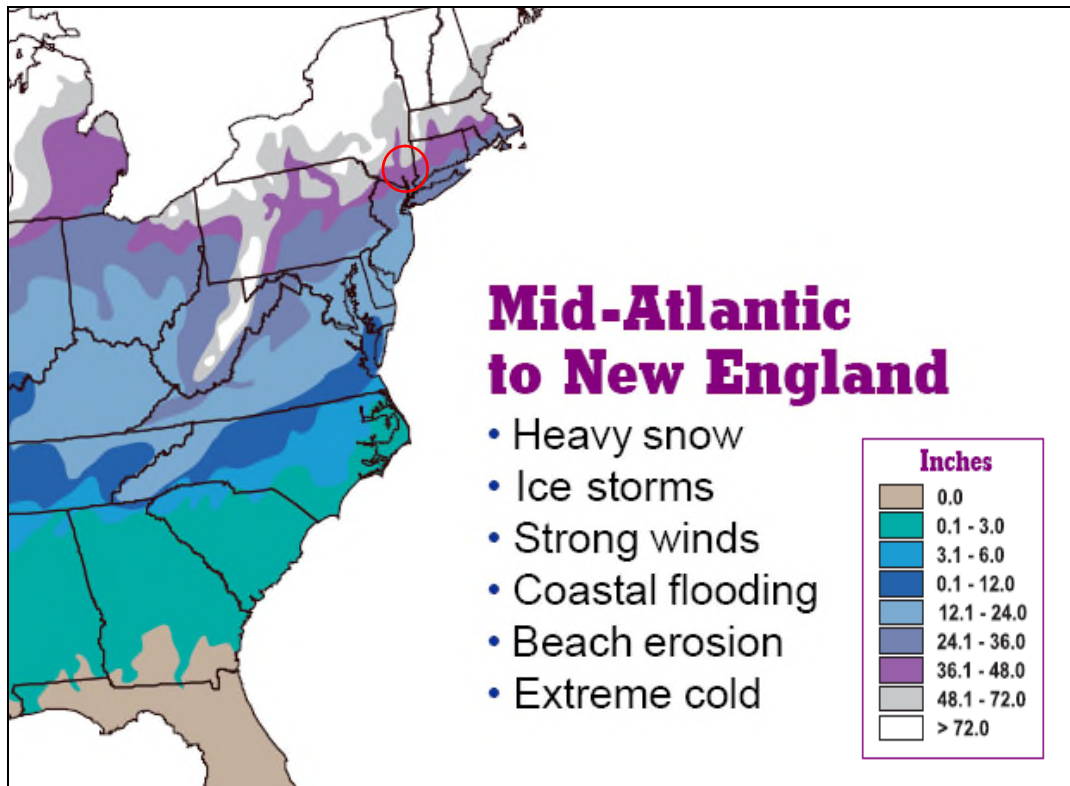 Mid-Atlantic
to New England
• Heavy snow
• Ice storms
• Strong winds
• Coastal flooding
• Beach erosion
• Extreme cold
Inches
0.0
0.1 - 3.0
3.1 - 6.0
0.1 - 12.0
12.1 - 24.0
24.1 - 36.0
36.1 - 48.0
48.1 - 72.0
> 72.0